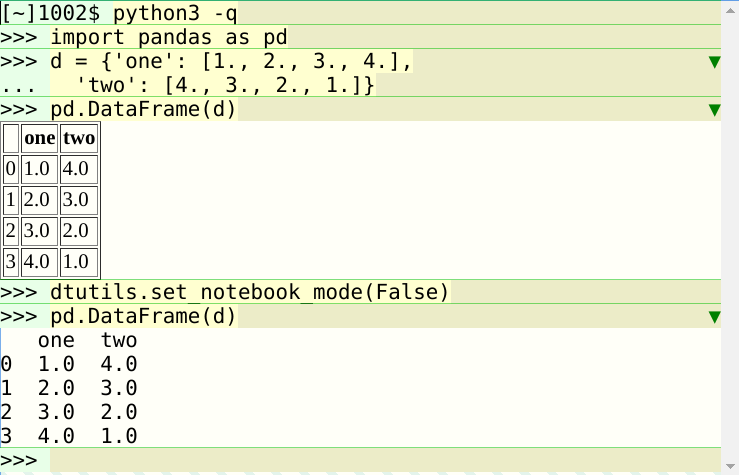 [~]1002$ python3 -q
>>> import pandas as pd
>>> d = {'one': [1., 2., 3., 4.],
...   'two': [4., 3., 2., 1.]}
>>> pd.DataFrame(d)
one two
0 1.0 4.0
1 2.0 3.0
2 3.0 2.0
3 4.0 1.0
>>> dtutils.set_notebook_mode(False)
>>> pd.DataFrame(d)
   one  two
0  1.0  4.0
1  2.0  3.0
2  3.0  2.0
3  4.0  1.0
>>>